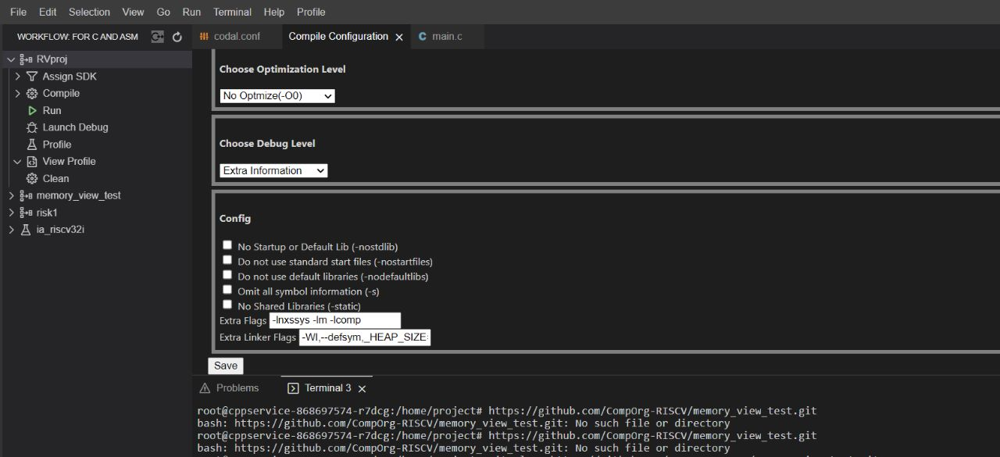 File Edit Selection View Go Run Terminal Help Profile
WORKFLOW: FOR C AND ASM
codal.conf
Compile Configuration
C main.c
RVproj
Assign SDK
Compile
Run
Launch Debug
Profile
View Profile
Clean
memory_view_test
risk1
ia_riscv32i
Choose Optimization Level
No Optmize(-O0)
Choose Debug Level
Extra Information
Config
No Startup or Default Lib (-nostdlib)
Do not use standard start files (-nostartfiles)
Do not use default libraries (-nodefaultlibs)
Omit all symbol information (-s)
No Shared Libraries (-static)
Extra Flags -lnxssys -lm -lcomp
Extra Linker Flags -Wl,--defsym,_HEAP_SIZE
Save
Problems Terminal 3
root@cppservice-868697574-r7dcg:/home/project# https://github.com/CompOrg-RISCV/memory_view_test.git
bash: https://github.com/CompOrg-RISCV/memory_view_test.git: No such file or directory
root@cppservice-868697574-r7dcg:/home/project# https://github.com/CompOrg-RISCV/memory_view_test.git
bash: https://github.com/CompOrg-RISCV/memory_view_test.git: No such file or directory